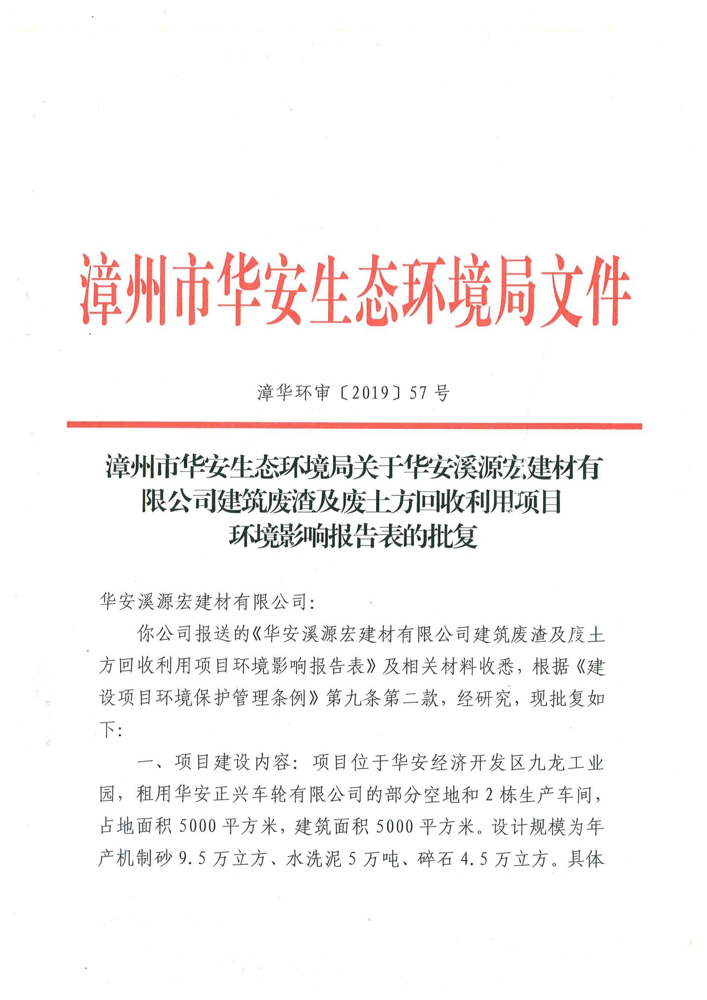 漳州市华安生态环境局文件
漳华环审〔2019〕57号
漳州市华安生态环境局关于华安溪源宏建材有
限公司建筑废渣及废土方回收利用项目
环境影响报告表的批复
华安溪源宏建材有限公司：
你公司报送的《华安溪源宏建材有限公司建筑废渣及废土
方回收利用项目环境影响报告表》及相关材料收悉，根据《建
设项目环境保护管理条例》第九条第二款，经研究，现批复如
下：
一、项目建设内容：项目位于华安经济开发区九龙工业
园，租用华安正兴车轮有限公司的部分空地和2栋生产车间，
占地面积5000平方米，建筑面积5000平方米。设计规模为年
产机制砂9.5万立方、水洗泥5万吨、碎石4.5万立方。具体